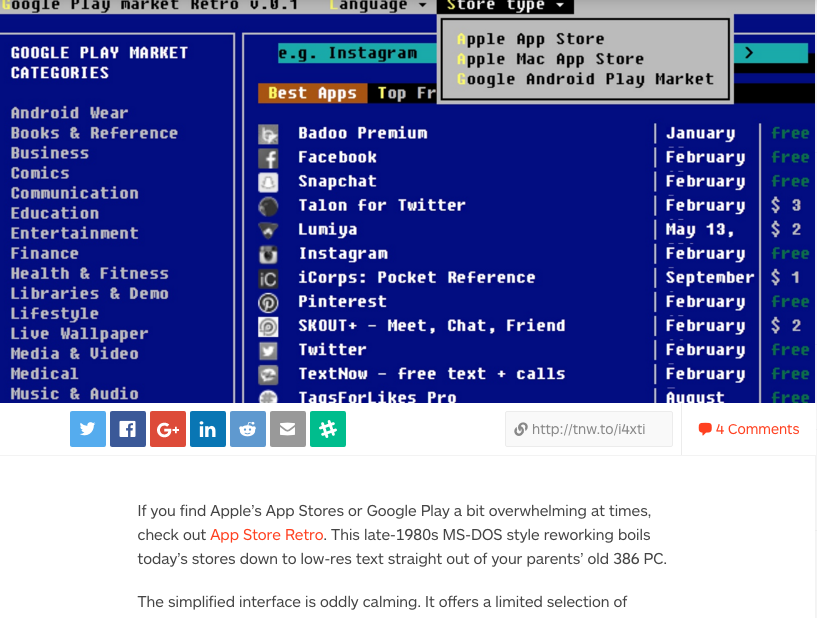 Google Play market Retro v.0.1 Language Store type
Apple App Store
Apple Mac App Store
Google Android Play Market
GOOGLE PLAY MARKET
CATEGORIES
Android Wear
Books & Reference
Business
Comics
Communication
Education
Entertainment
Finance
Health & Fitness
Libraries & Demo
Lifestyle
Live Wallpaper
Media & Video
Medical
Music & Audio
e.g. Instagram >
Best Apps Top Fr
Badoo Premium | January | free
Facebook | February | free
Snapchat | February | free
Talon for Twitter | February | $ 3
Lumiya | May 13, | $ 2
Instagram | February | free
iCorps: Pocket Reference | September | $ 1
Pinterest | February | free
SKOUT+ - Meet, Chat, Friend | February | $ 2
Twitter | February | free
TextNow - free text + calls | February | free
TagsForLikes Pro | August | free
http://tnw.to/i4xti
4 Comments
If you find Apple’s App Stores or Google Play a bit overwhelming at times,
check out App Store Retro. This late-1980s MS-DOS style reworking boils
today’s stores down to low-res text straight out of your parents’ old 386 PC.
The simplified interface is oddly calming. It offers a limited selection of